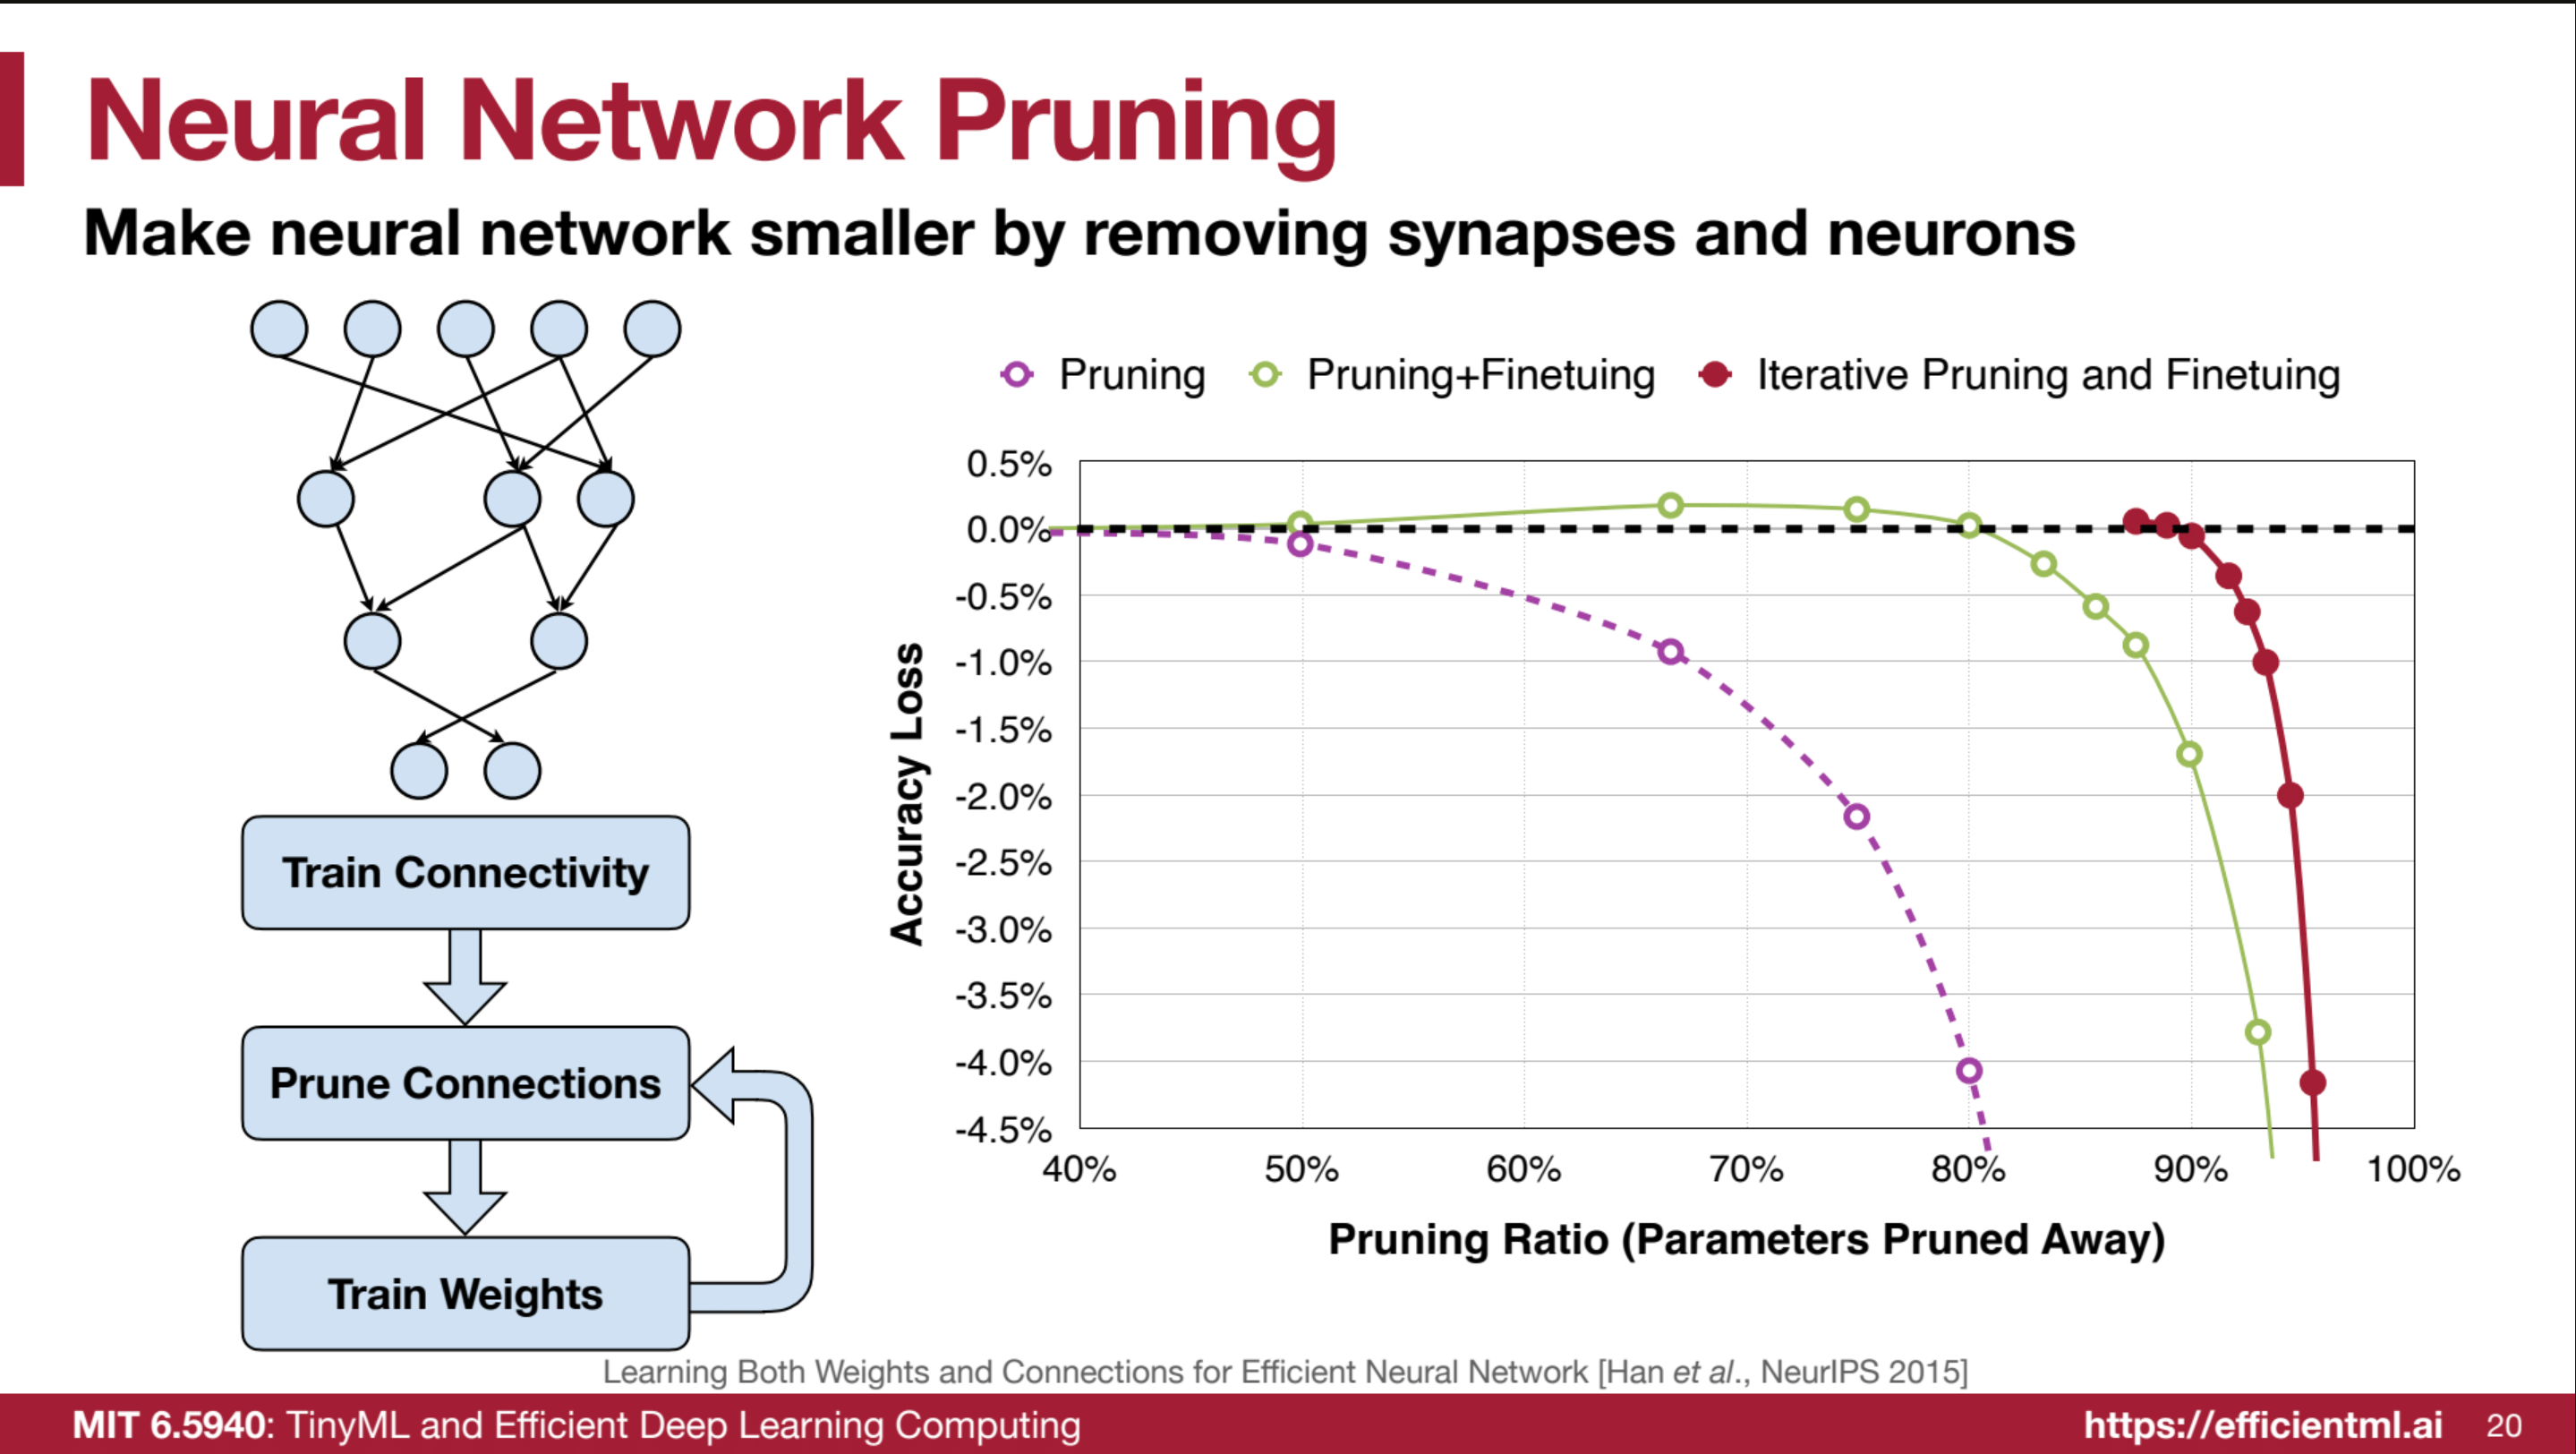 Neural Network Pruning
Make neural network smaller by removing synapses and neurons
Train Connectivity
Prune Connections
Train Weights
Pruning
Pruning+Finetuing
Iterative Pruning and Finetuing
Accuracy Loss
0.5%
0.0%
-0.5%
-1.0%
-1.5%
-2.0%
-2.5%
-3.0%
-3.5%
-4.0%
-4.5%
40% 50% 60% 70% 80% 90% 100%
Pruning Ratio (Parameters Pruned Away)
Learning Both Weights and Connections for Efficient Neural Network [Han et al., NeurIPS 2015]
MIT 6.5940: TinyML and Efficient Deep Learning Computing
https://efficientml.ai 20